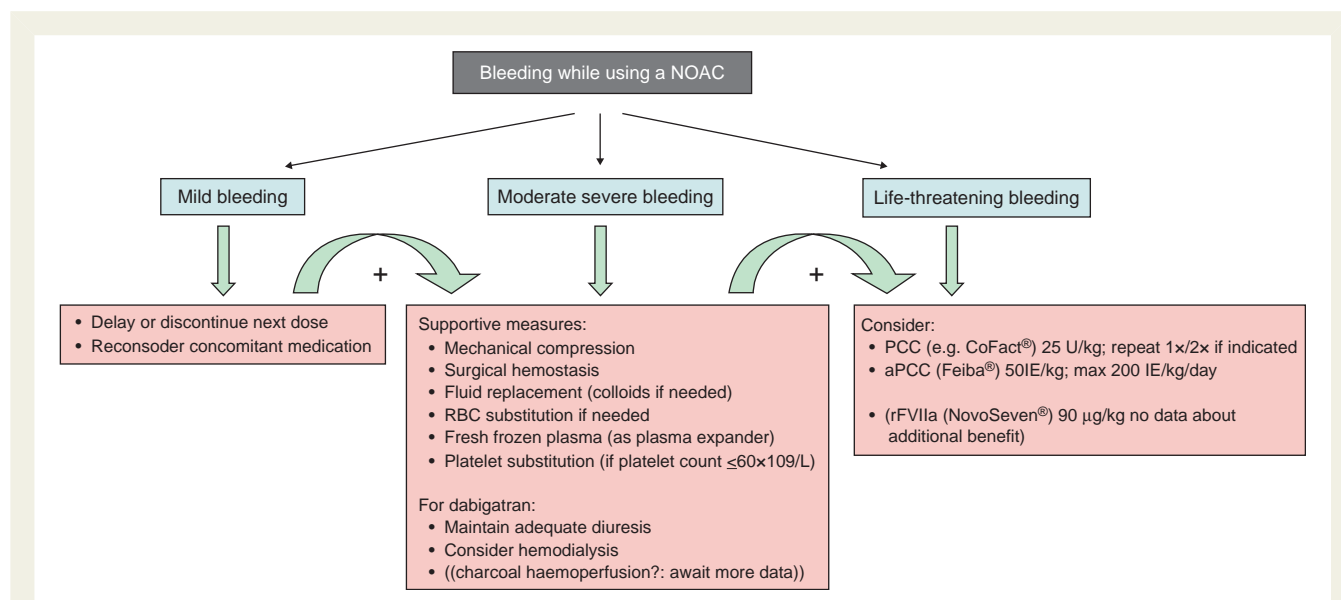 Bleeding while using a NOAC
Mild bleeding
Moderate severe bleeding
Life-threatening bleeding
+
+
• Delay or discontinue next dose
• Reconsoder concomitant medication
Supportive measures:
• Mechanical compression
• Surgical hemostasis
• Fluid replacement (colloids if needed)
• RBC substitution if needed
• Fresh frozen plasma (as plasma expander)
• Platelet substitution (if platelet count ≤60×109/L)
For dabigatran:
• Maintain adequate diuresis
• Consider hemodialysis
• ((charcoal haemoperfusion?: await more data))
Consider:
• PCC (e.g. CoFact®) 25 U/kg; repeat 1×/2× if indicated
• aPCC (Feiba®) 50IE/kg; max 200 IE/kg/day
• (rFVIIa (NovoSeven®) 90 μg/kg no data about
additional benefit)